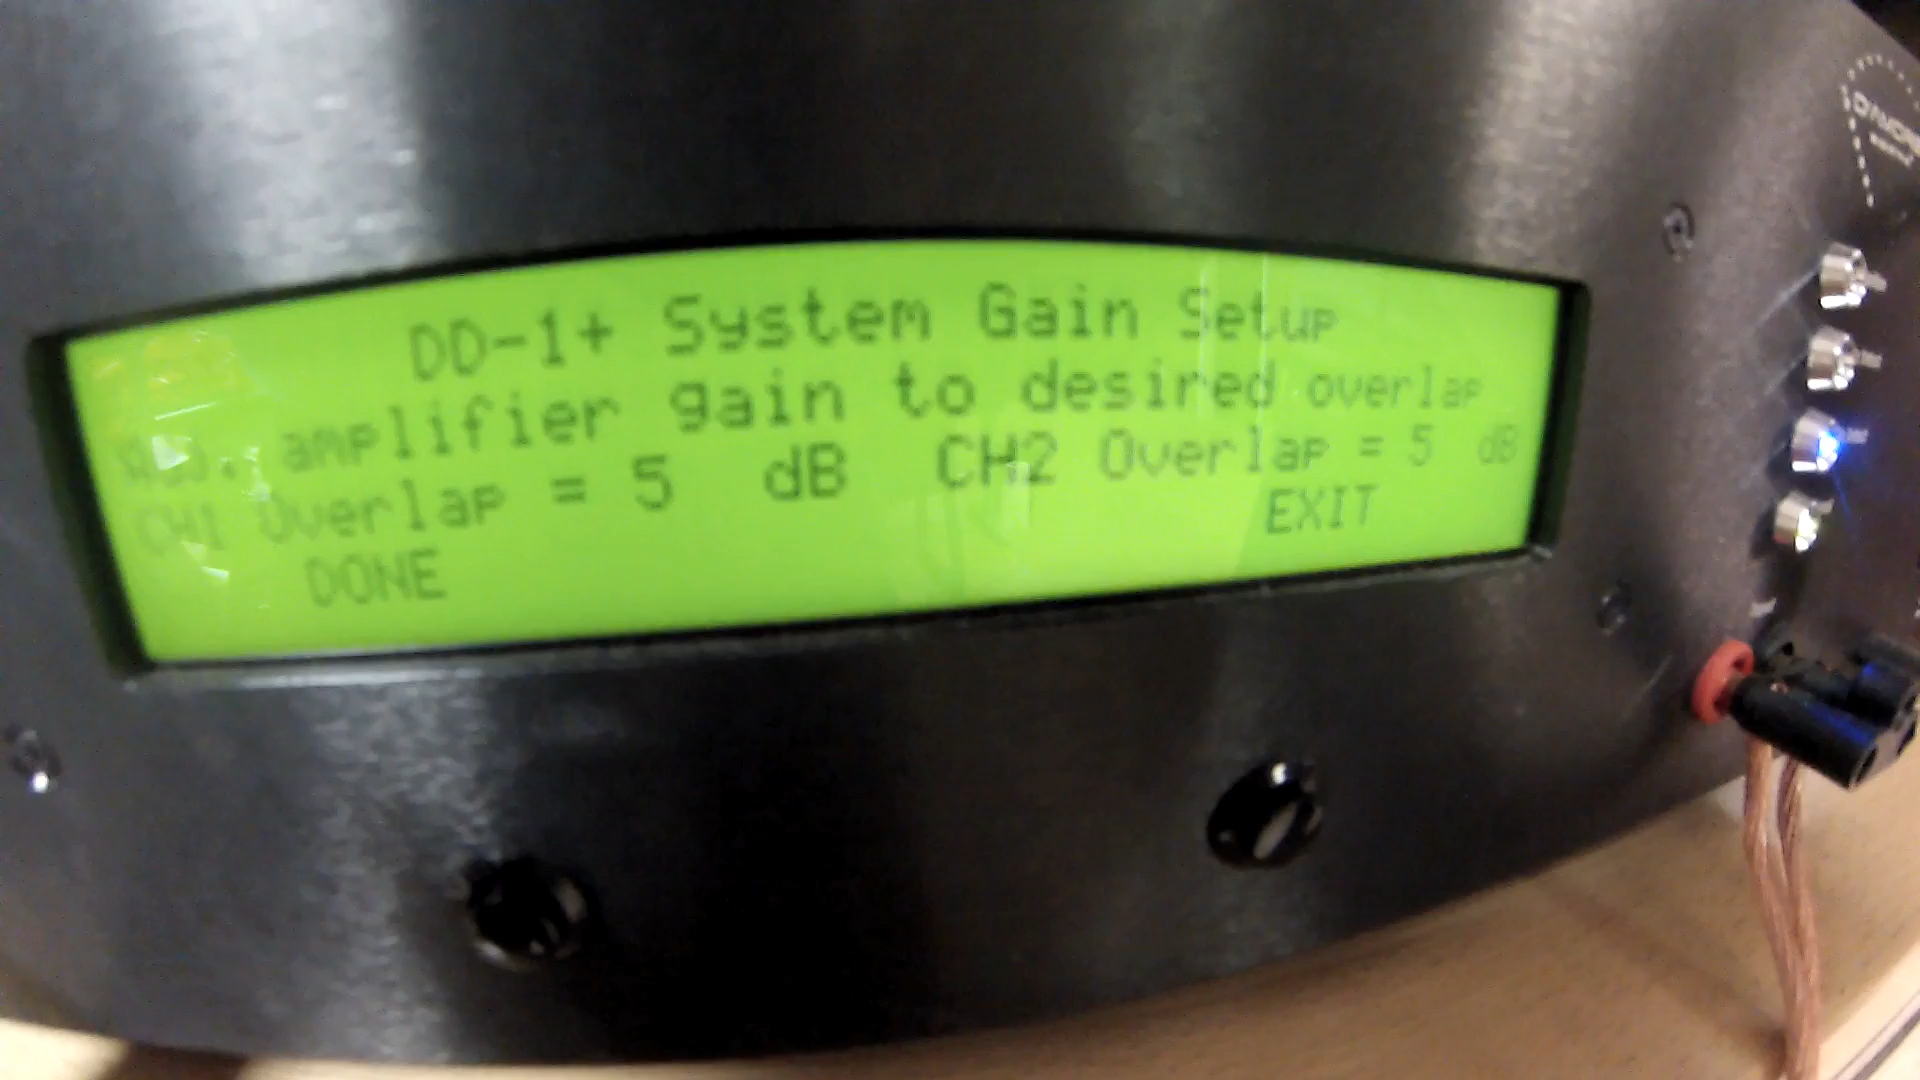 DD-1+ System Gain Setup
Adj. amplifier gain to desired overlap
CH1 Overlap = 5 dB CH2 Overlap = 5 dB
DONE EXIT